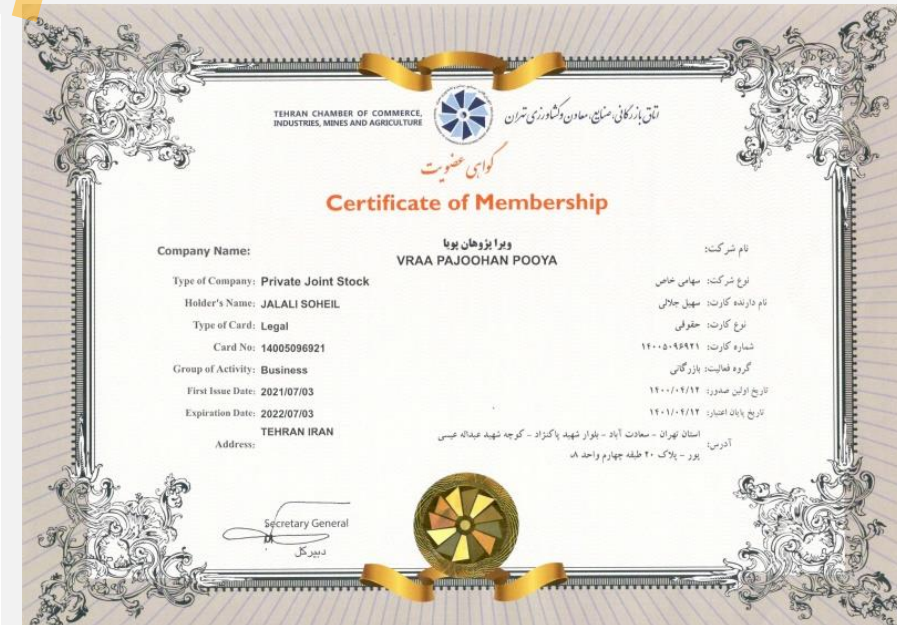 TEHRAN CHAMBER OF COMMERCE,
INDUSTRIES, MINES AND AGRICULTURE
اتاق بازرگانی، صنایع، معادن و کشاورزی تهران
گواهی عضویت
Certificate of Membership
Company Name:
ویرا پژوهان پویا
VRAA PAJOOHAN POOYA
نام شرکت:
Type of Company: Private Joint Stock
نوع شرکت: سهامی خاص
Holder's Name: JALALI SOHEIL
نام دارنده کارت: سهیل جلالی
Type of Card: Legal
نوع کارت: حقوقی
Card No: 14005096921
شماره کارت: ۱۴۰۰۵۰۹۶۹۲۱
Group of Activity: Business
گروه فعالیت: بازرگانی
First Issue Date: 2021/07/03
تاریخ اولین صدور: ۱۴۰۰/۰۴/۱۲
Expiration Date: 2022/07/03
تاریخ پایان اعتبار: ۱۴۰۱/۰۴/۱۲
Address: TEHRAN IRAN
آدرس: استان تهران - سعادت آباد - بلوار شهید پاکنژاد - کوچه شهید عبداله عیسی
پور - پلاک ۲۰ طبقه چهارم واحد ۸،
Secretary General
دبیرکل